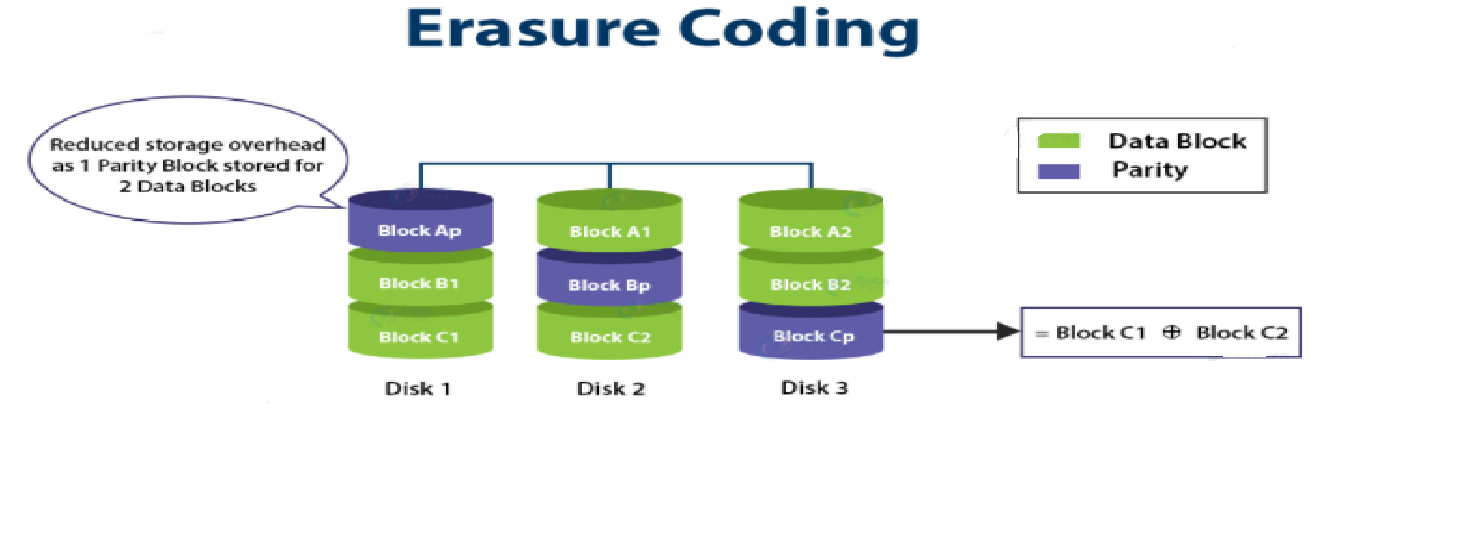 Erasure Coding
Reduced storage overhead
as 1 Parity Block stored for
2 Data Blocks
Data Block
Parity
Block Ap
Block A1
Block A2
Block B1
Block Bp
Block B2
Block C1
Block C2
Block Cp
= Block C1 ⊕ Block C2
Disk 1
Disk 2
Disk 3